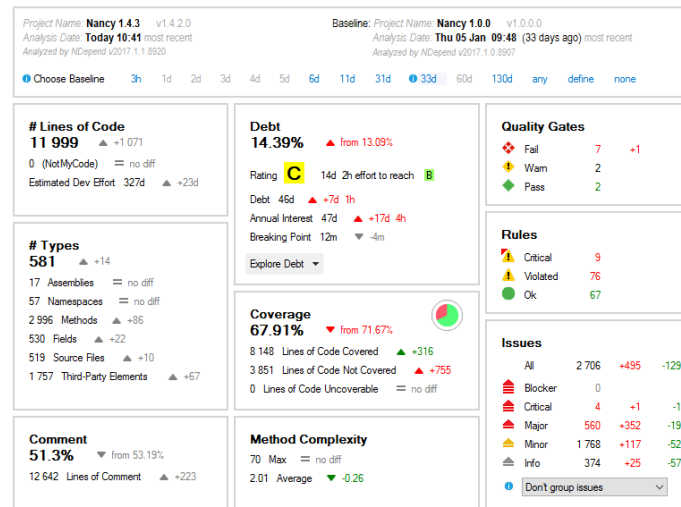 Project Name: Nancy 1.4.3 v1.4.2.0
Analysis Date: Today 10:41 most recent
Analyzed by NDepend v2017.1.1.8920
Baseline: Project Name: Nancy 1.0.0 v1.0.0.0
Analysis Date: Thu 05 Jan 09:48 (33 days ago) most recent
Analyzed by NDepend v2017.1.0.8907
Choose Baseline 3h 1d 2d 3d 4d 5d 6d 11d 31d 33d 60d 130d any define none
# Lines of Code
11 999 +1 071
0 (NotMyCode) no diff
Estimated Dev Effort 327d +23d
# Types
581 +14
17 Assemblies no diff
57 Namespaces no diff
2 996 Methods +86
530 Fields +22
519 Source Files +10
1 757 Third-Party Elements +67
Comment
51.3% from 53.19%
12 642 Lines of Comment +223
Debt
14.39% from 13.09%
Rating C 14d 2h effort to reach B
Debt 46d +7d 1h
Annual Interest 47d +17d 4h
Breaking Point 12m -4m
Explore Debt
Coverage
67.91% from 71.67%
8 148 Lines of Code Covered +316
3 851 Lines of Code Not Covered +755
0 Lines of Code Uncoverable no diff
Method Complexity
70 Max no diff
2.01 Average -0.26
Quality Gates
Fail 7 +1
Warn 2
Pass 2
Rules
Critical 9
Violated 76
Ok 67
Issues
All 2 706 +495 -129
Blocker 0
Critical 4 +1 -1
Major 560 +352 -19
Minor 1 768 +117 -52
Info 374 +25 -57
Don't group issues